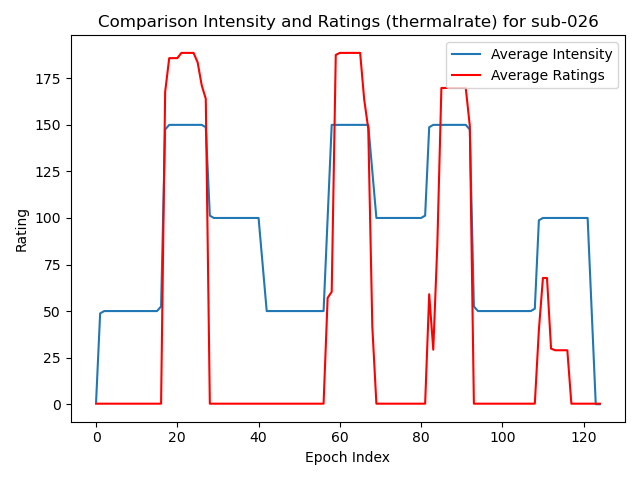 Comparison Intensity and Ratings (thermalrate) for sub-026
Average Intensity
Average Ratings
Rating
175
150
125
100
75
50
25
0
0 20 40 60 80 100 120
Epoch Index